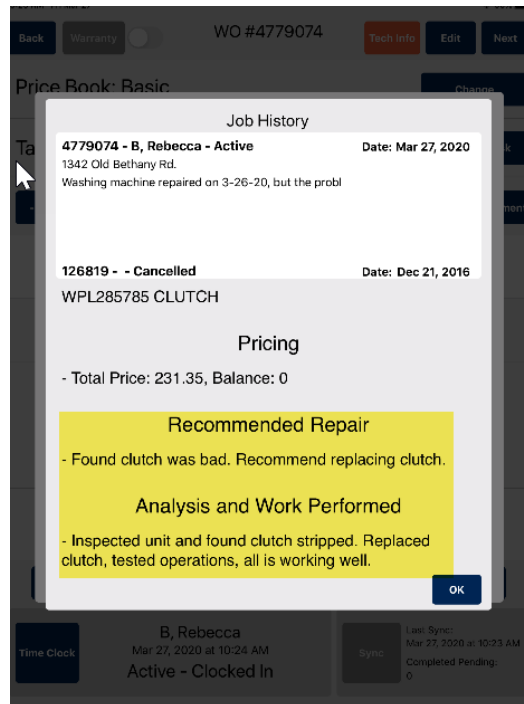 Back
Warranty
WO #4779074
Tech Info
Edit
Next
Price Book: Basic
Change
Job History
4779074 - B, Rebecca - Active
Date: Mar 27, 2020
1342 Old Bethany Rd.
Washing machine repaired on 3-26-20, but the probl
126819 - - Cancelled
Date: Dec 21, 2016
WPL285785 CLUTCH
Pricing
- Total Price: 231.35, Balance: 0
Recommended Repair
- Found clutch was bad. Recommend replacing clutch.
Analysis and Work Performed
- Inspected unit and found clutch stripped. Replaced
clutch, tested operations, all is working
well.
OK
Time Clock
B, Rebecca
Mar 27, 2020 at 10:24 AM
Active - Clocked In
Sync
Last Sync:
Mar 27, 2020 at 10:23 AM
Completed Pending:
0